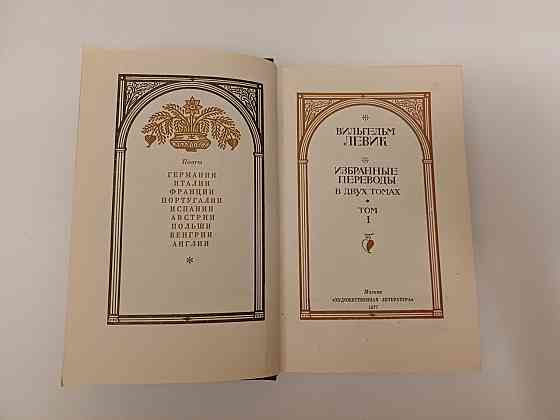 Поэты
ГЕРМАНИИ
ИТАЛИИ
ФРАНЦИИ
ПОРТУГАЛИИ
ИСПАНИИ
АВСТРИИ
ПОЛЬШИ
ВЕНГРИИ
АНГЛИИ
ВИЛЬГЕЛЬМ
ЛЕВИК
ИЗБРАННЫЕ
ПЕРЕВОДЫ
В ДВУХ ТОМАХ
ТОМ
I
Москва
«ХУДОЖЕСТВЕННАЯ ЛИТЕРАТУРА»
1977